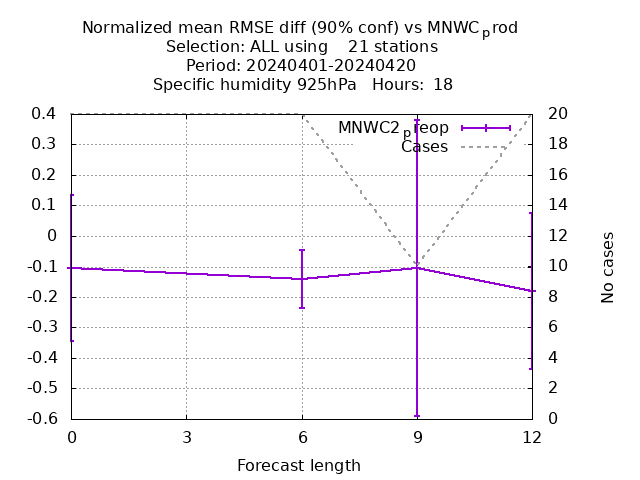 Normalized mean RMSE diff (90% conf) vs MNWCprod
Selection: ALL using 21 stations
Period: 20240401-20240420
Specific humidity 925hPa Hours: 18
0.4
0.3
0.2
0.1
0
-0.1
-0.2
-0.3
-0.4
-0.5
-0.6
MNWC2preop
Cases
20
18
16
14
12
10
8
6
4
2
0
No cases
0 3 6 9 12
Forecast length